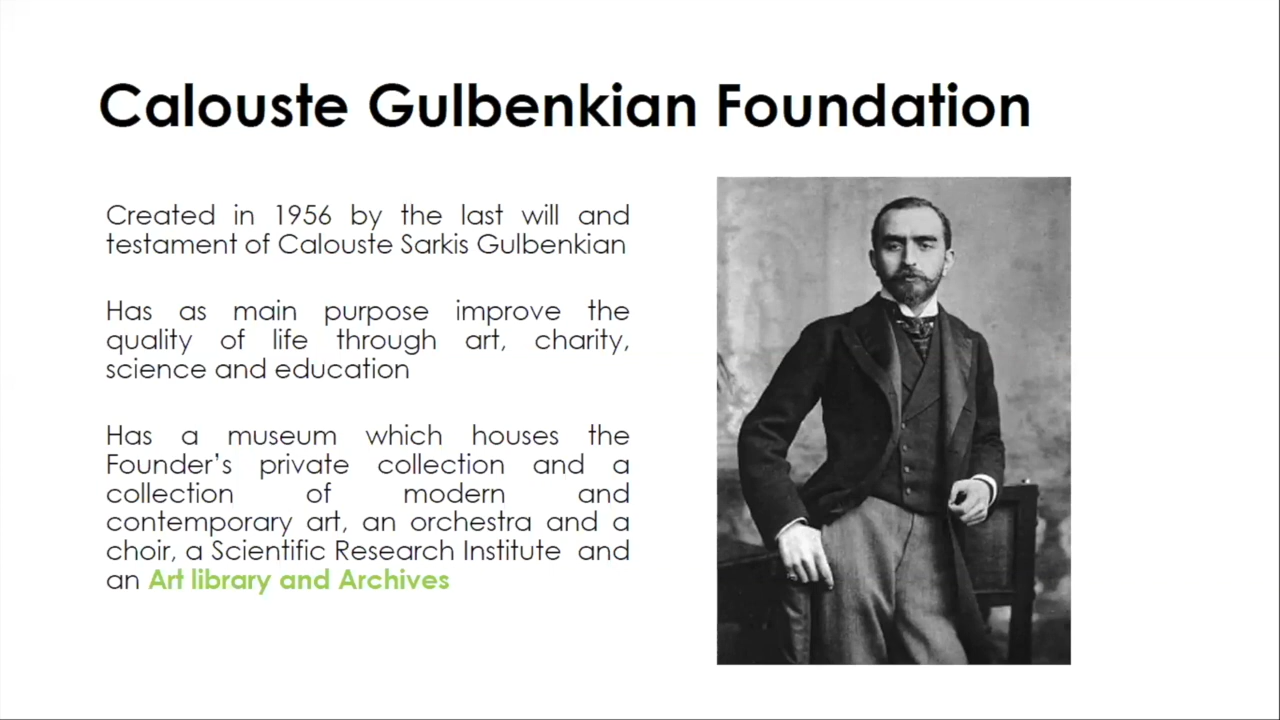 Calouste Gulbenkian Foundation
Created in 1956 by the last will and
testament of Calouste Sarkis Gulbenkian
Has as main purpose improve the
quality of life through art, charity,
science and education
Has a museum which houses the
Founder's private collection and a
collection of modern and
contemporary art, an orchestra and a
choir, a Scientific Research Institute and
an Art library and Archives